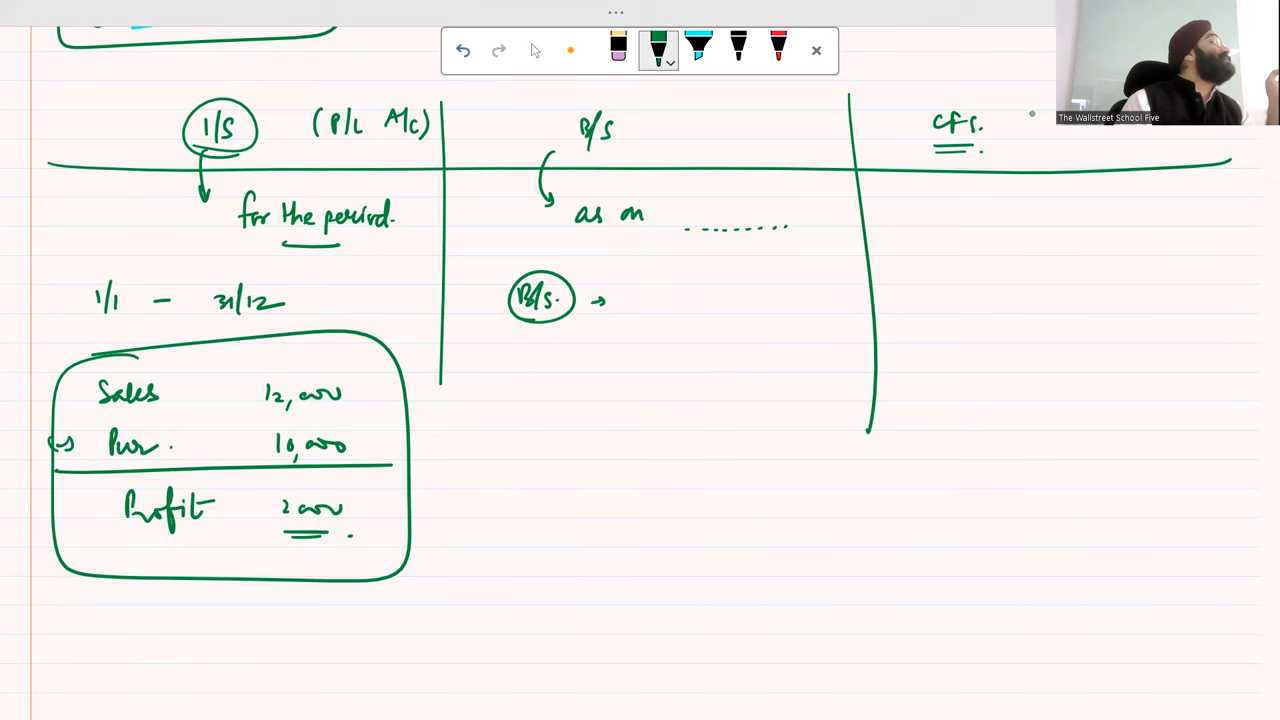 I/S (P/L A/C) B/S CFS.
for the period.
as on ........
1/1 - 31/12
B/S. →
Sales 12,000
(-) Pur. 10,000
Profit 2000
The Wallstreet School Five